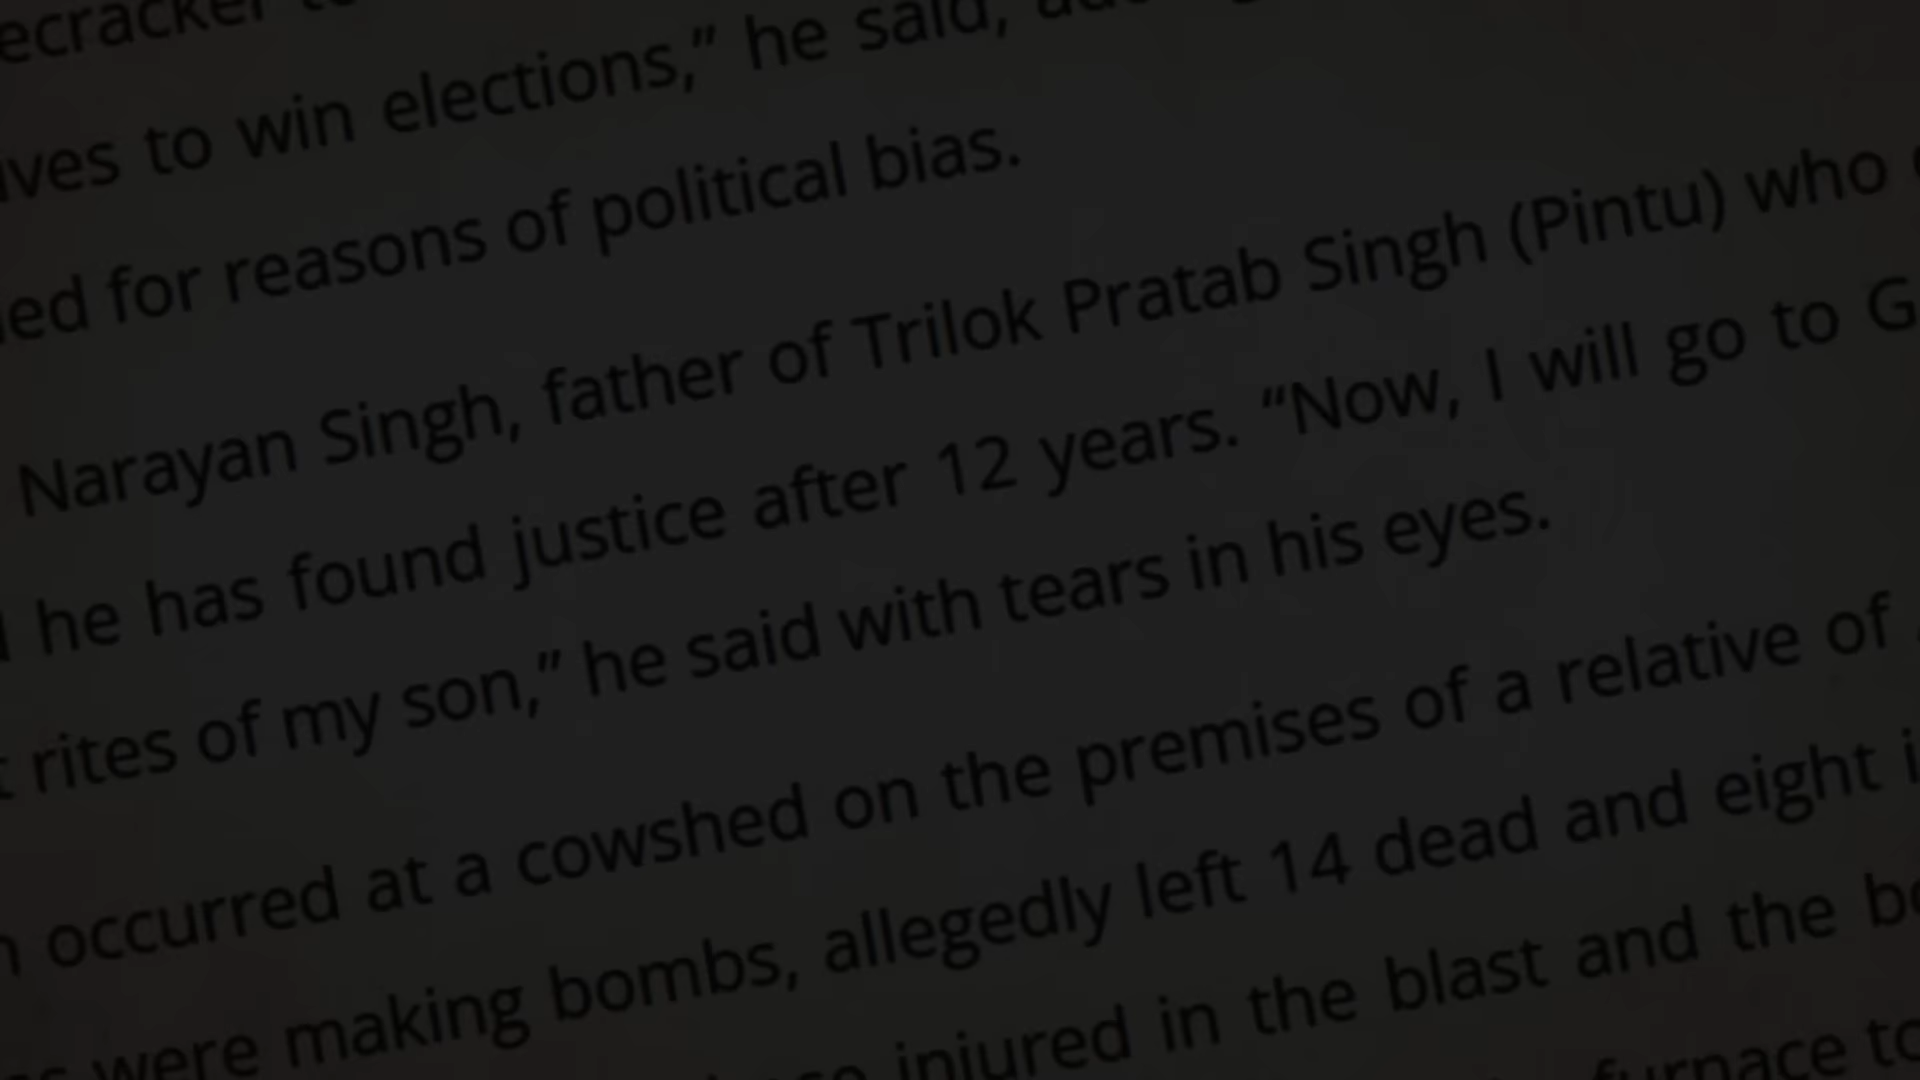 to
to win elections,” he said,
for reasons of political bias.
Narayan Singh, father of Trilok Pratab Singh (Pintu) who
he has found justice after 12 years. “Now, I will go to
rites of my son,” he said with tears in his eyes.
occurred at a cowshed on the premises of a relative of
were making bombs, allegedly left 14 dead and eight
injured in the blast and the
furnace to